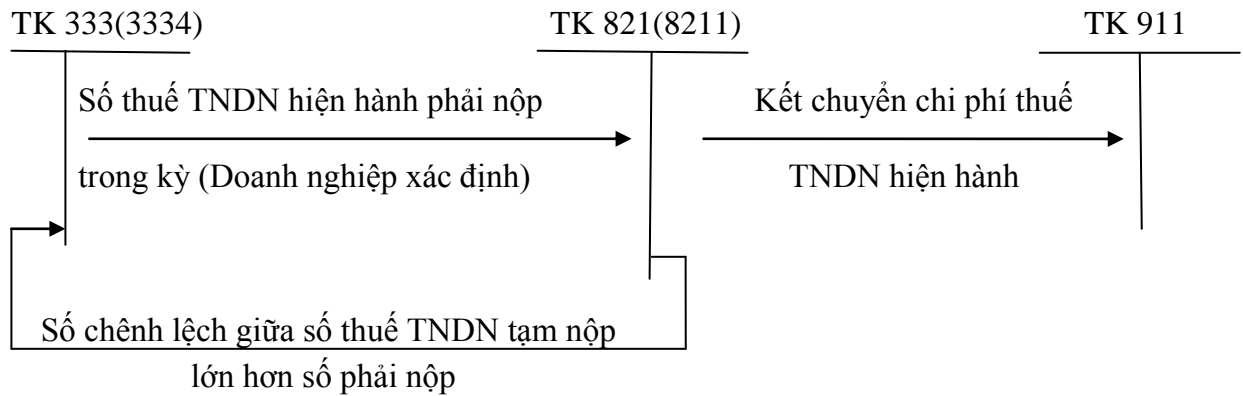 TK 333(3334)
TK 821(8211)
TK 911
Số thuế TNDN hiện hành phải nộp
Kết chuyển chi phí thuế
trong kỳ (Doanh nghiệp xác định)
TNDN hiện hành
Số chênh lệch giữa số thuế TNDN tạm nộp
lớn hơn số phải nộp